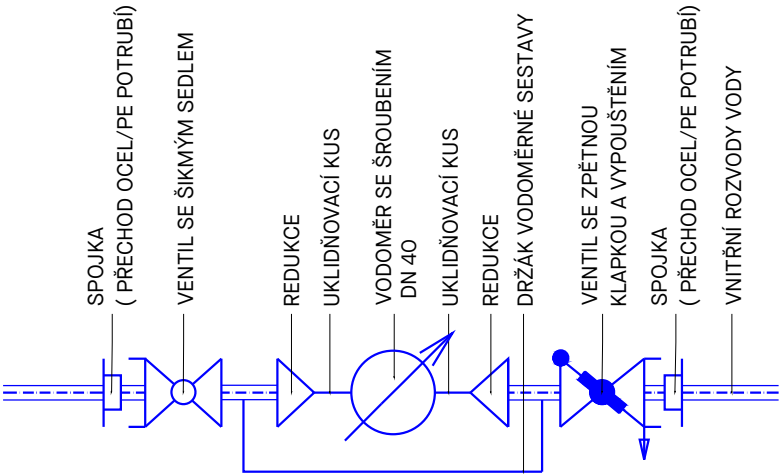 SPOJKA
( PŘECHOD OCEL/PE POTRUBÍ)
VENTIL SE ŠIKMÝM SEDLEM
REDUKCE
UKLIDŇOVACÍ KUS
VODOMĚR SE ŠROUBENÍM
DN 40
UKLIDŇOVACÍ KUS
REDUKCE
DRŽÁK VODOMĚRNÉ SESTAVY
VENTIL SE ZPĚTNOU
KLAPKOU A VYPOUŠTĚNÍM
SPOJKA
( PŘECHOD OCEL/PE POTRUBÍ)
VNITŘNÍ ROZVODY VODY